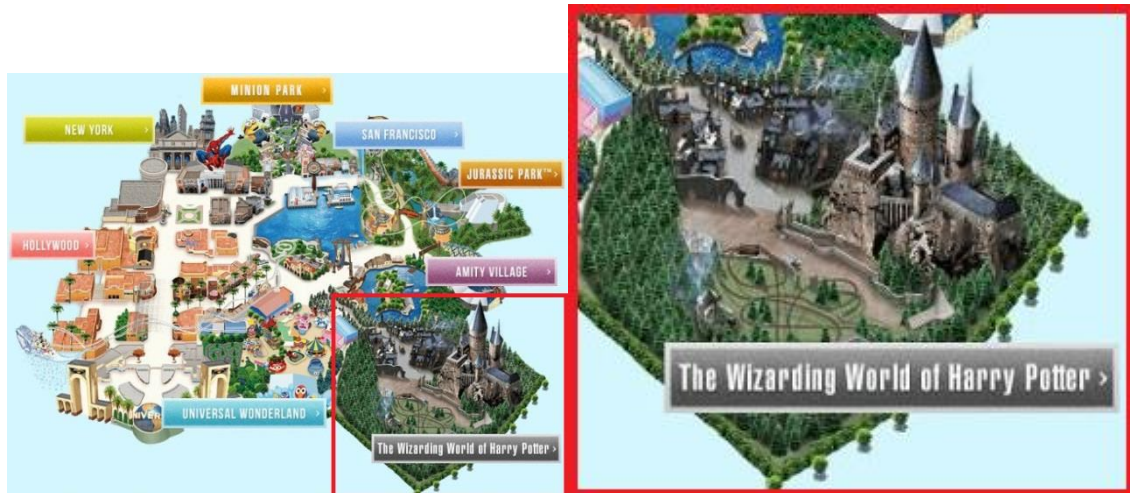 MINION PARK >
NEW YORK >
SAN FRANCISCO >
JURASSIC PARK™ >
HOLLYWOOD >
AMITY VILLAGE >
UNIVERSAL WONDERLAND >
The Wizarding World of Harry Potter >
The Wizarding World of Harry Potter >
UNIVER